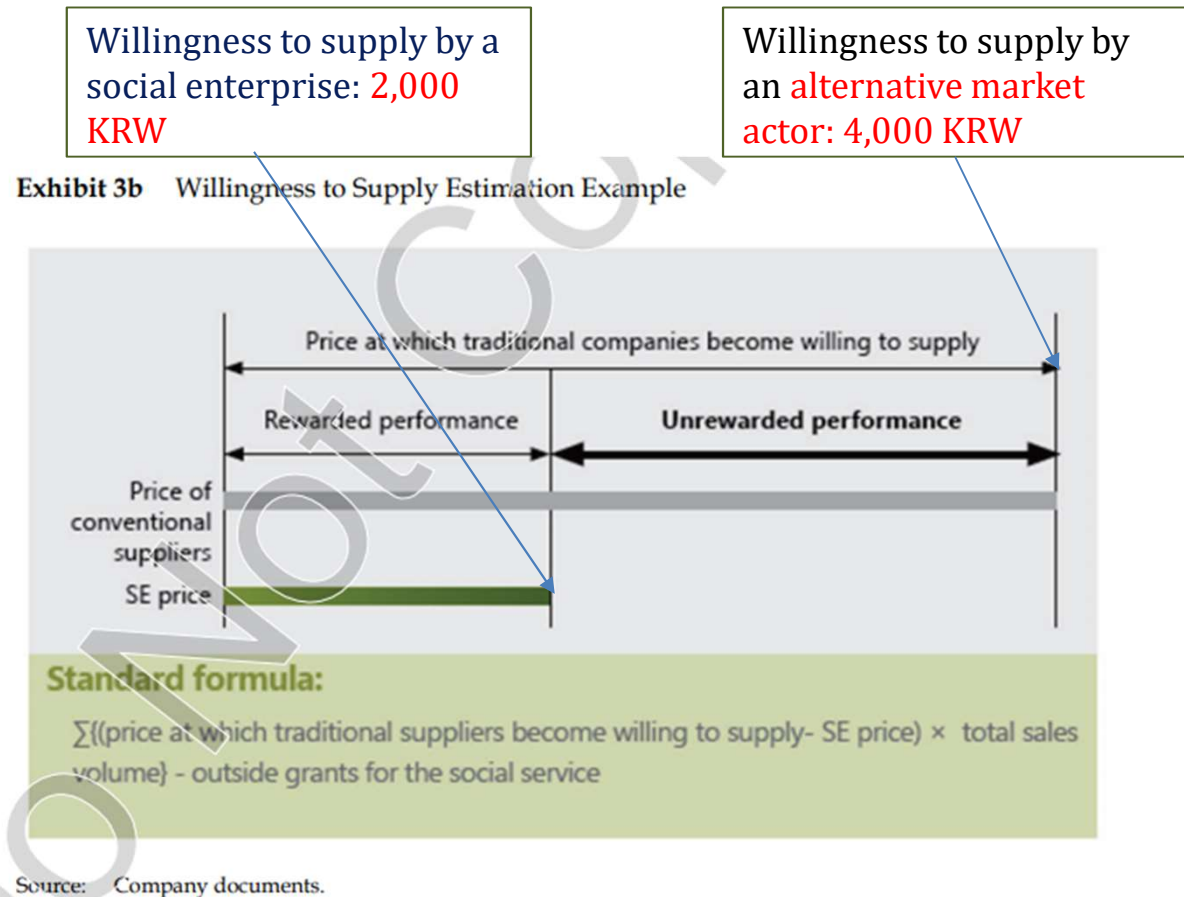 Willingness to supply by a
social enterprise: 2,000
KRW
Willingness to supply by
an alternative market
actor: 4,000 KRW
Exhibit 3b Willingness to Supply Estimation Example
Price at which traditional companies become willing to supply
Rewarded performance
Unrewarded performance
Price of
conventional
suppliers
SE price
Standard formula:
∑{(price at which traditional suppliers become willing to supply- SE price) × total sales
volume} - outside grants for the social service
Source: Company documents.
Not